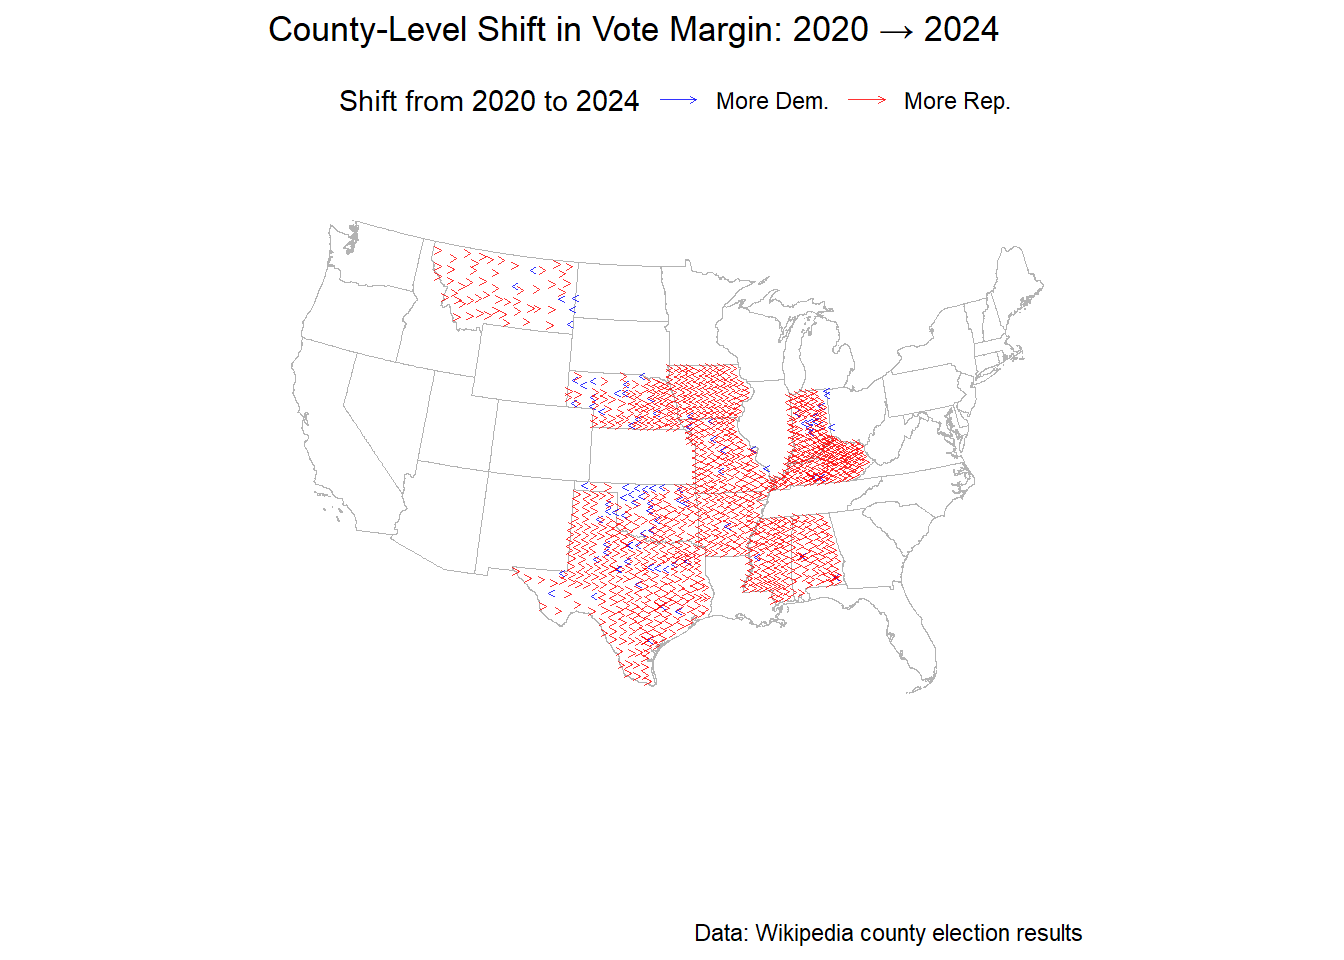 County-Level Shift in Vote Margin: 2020 → 2024
Shift from 2020 to 2024 More Dem. More Rep.
Data: Wikipedia county election results